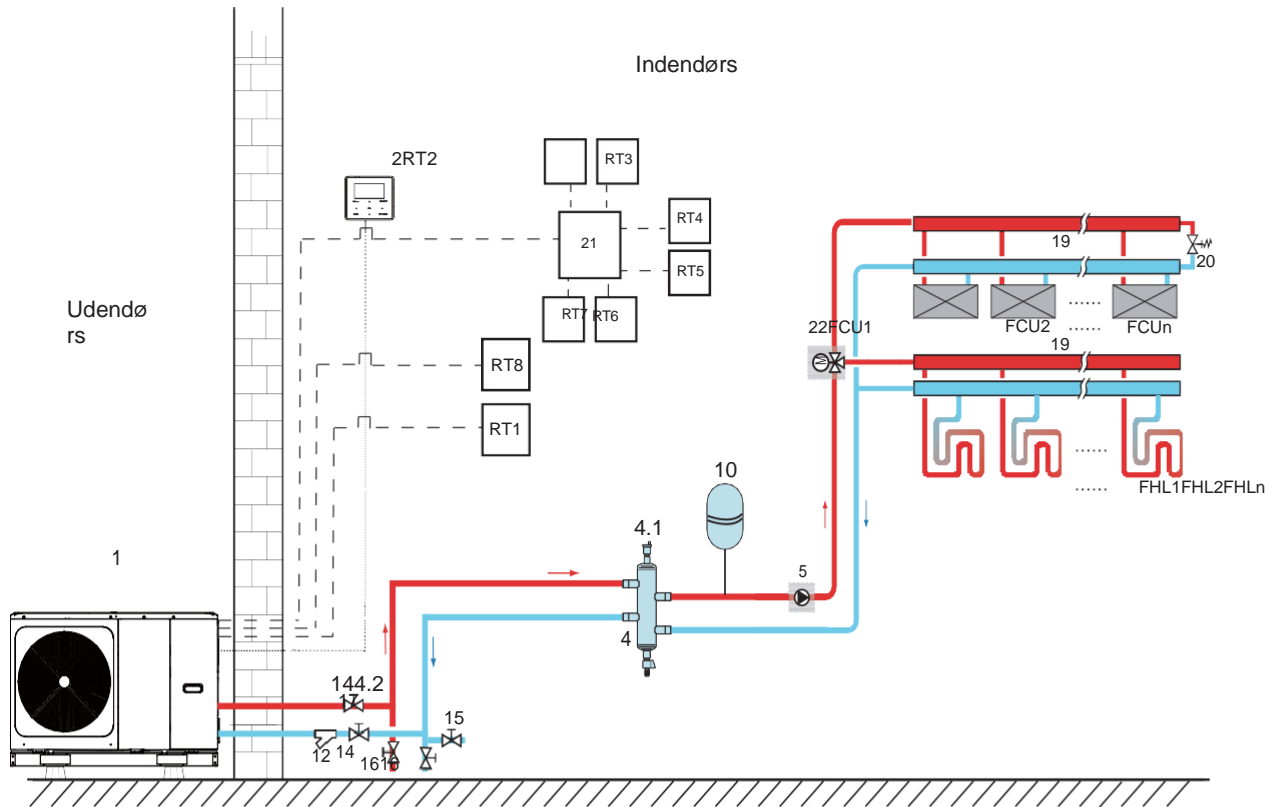 Indendørs
2RT2
RT3
RT4
21
RT5
RT7
RT6
Udendø
rs
RT8
RT1
19
20
FCU2
......
FCUn
......
22FCU1
19
M
......
......
FHL1FHL2FHLn
10
4.1
5
4
1
144.2
17
15
12
14
1616